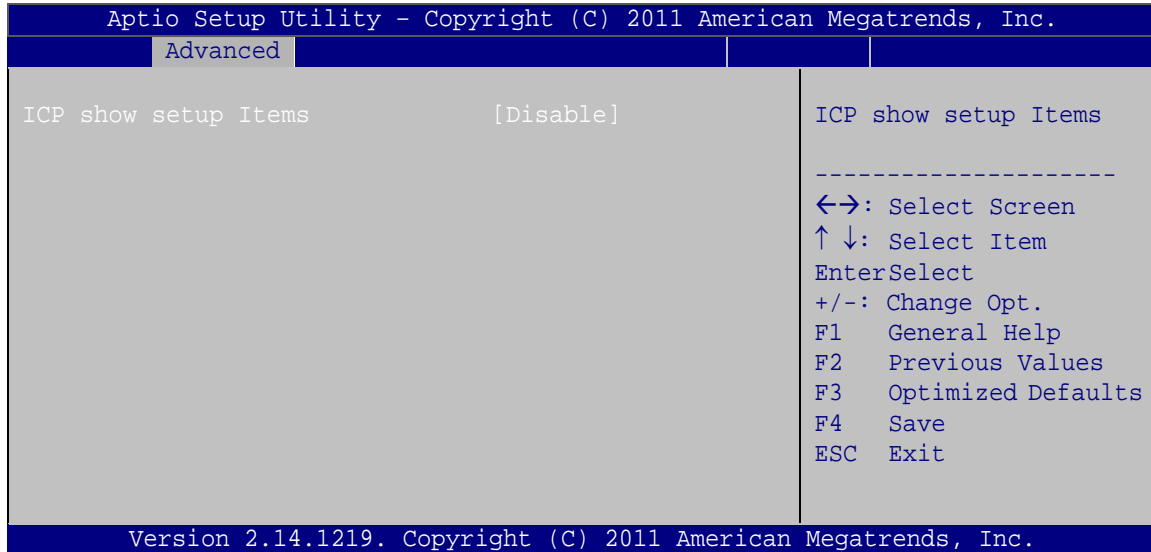 Aptio Setup Utility – Copyright (C) 2011 American Megatrends, Inc.
Advanced
ICP show setup Items [Disable]
ICP show setup Items
---------------------
←→: Select Screen
↑ ↓: Select Item
EnterSelect
+/-: Change Opt.
F1 General Help
F2 Previous Values
F3 Optimized Defaults
F4 Save
ESC Exit
Version 2.14.1219. Copyright (C) 2011 American Megatrends, Inc.